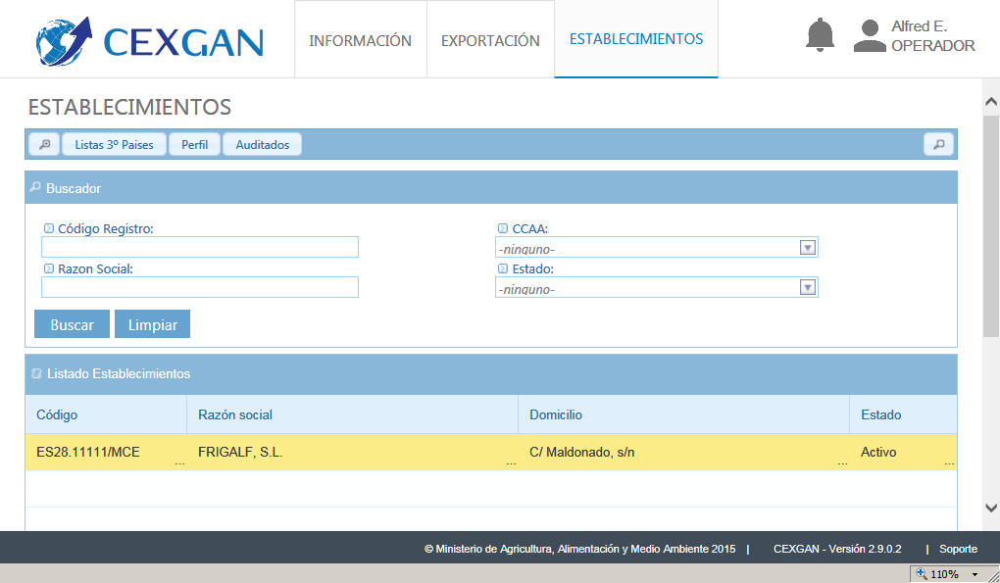 CEXGAN
INFORMACIÓN
EXPORTACIÓN
ESTABLECIMIENTOS
Alfred E.
OPERADOR
ESTABLECIMIENTOS
Listas 3º Paises
Perfil
Auditados
Buscador
Código Registro:
CCAA:
-ninguno-
Razon Social:
Estado:
-ninguno-
Buscar
Limpiar
Listado Establecimientos
Código Razón social Domicilio Estado
ES28.11111/MCE ... FRIGALF, S.L. ... C/ Maldonado, s/n ... Activo ...
© Ministerio de Agricultura, Alimentación y Medio Ambiente 2015 | CEXGAN - Versión 2.9.0.2 | Soporte
110%